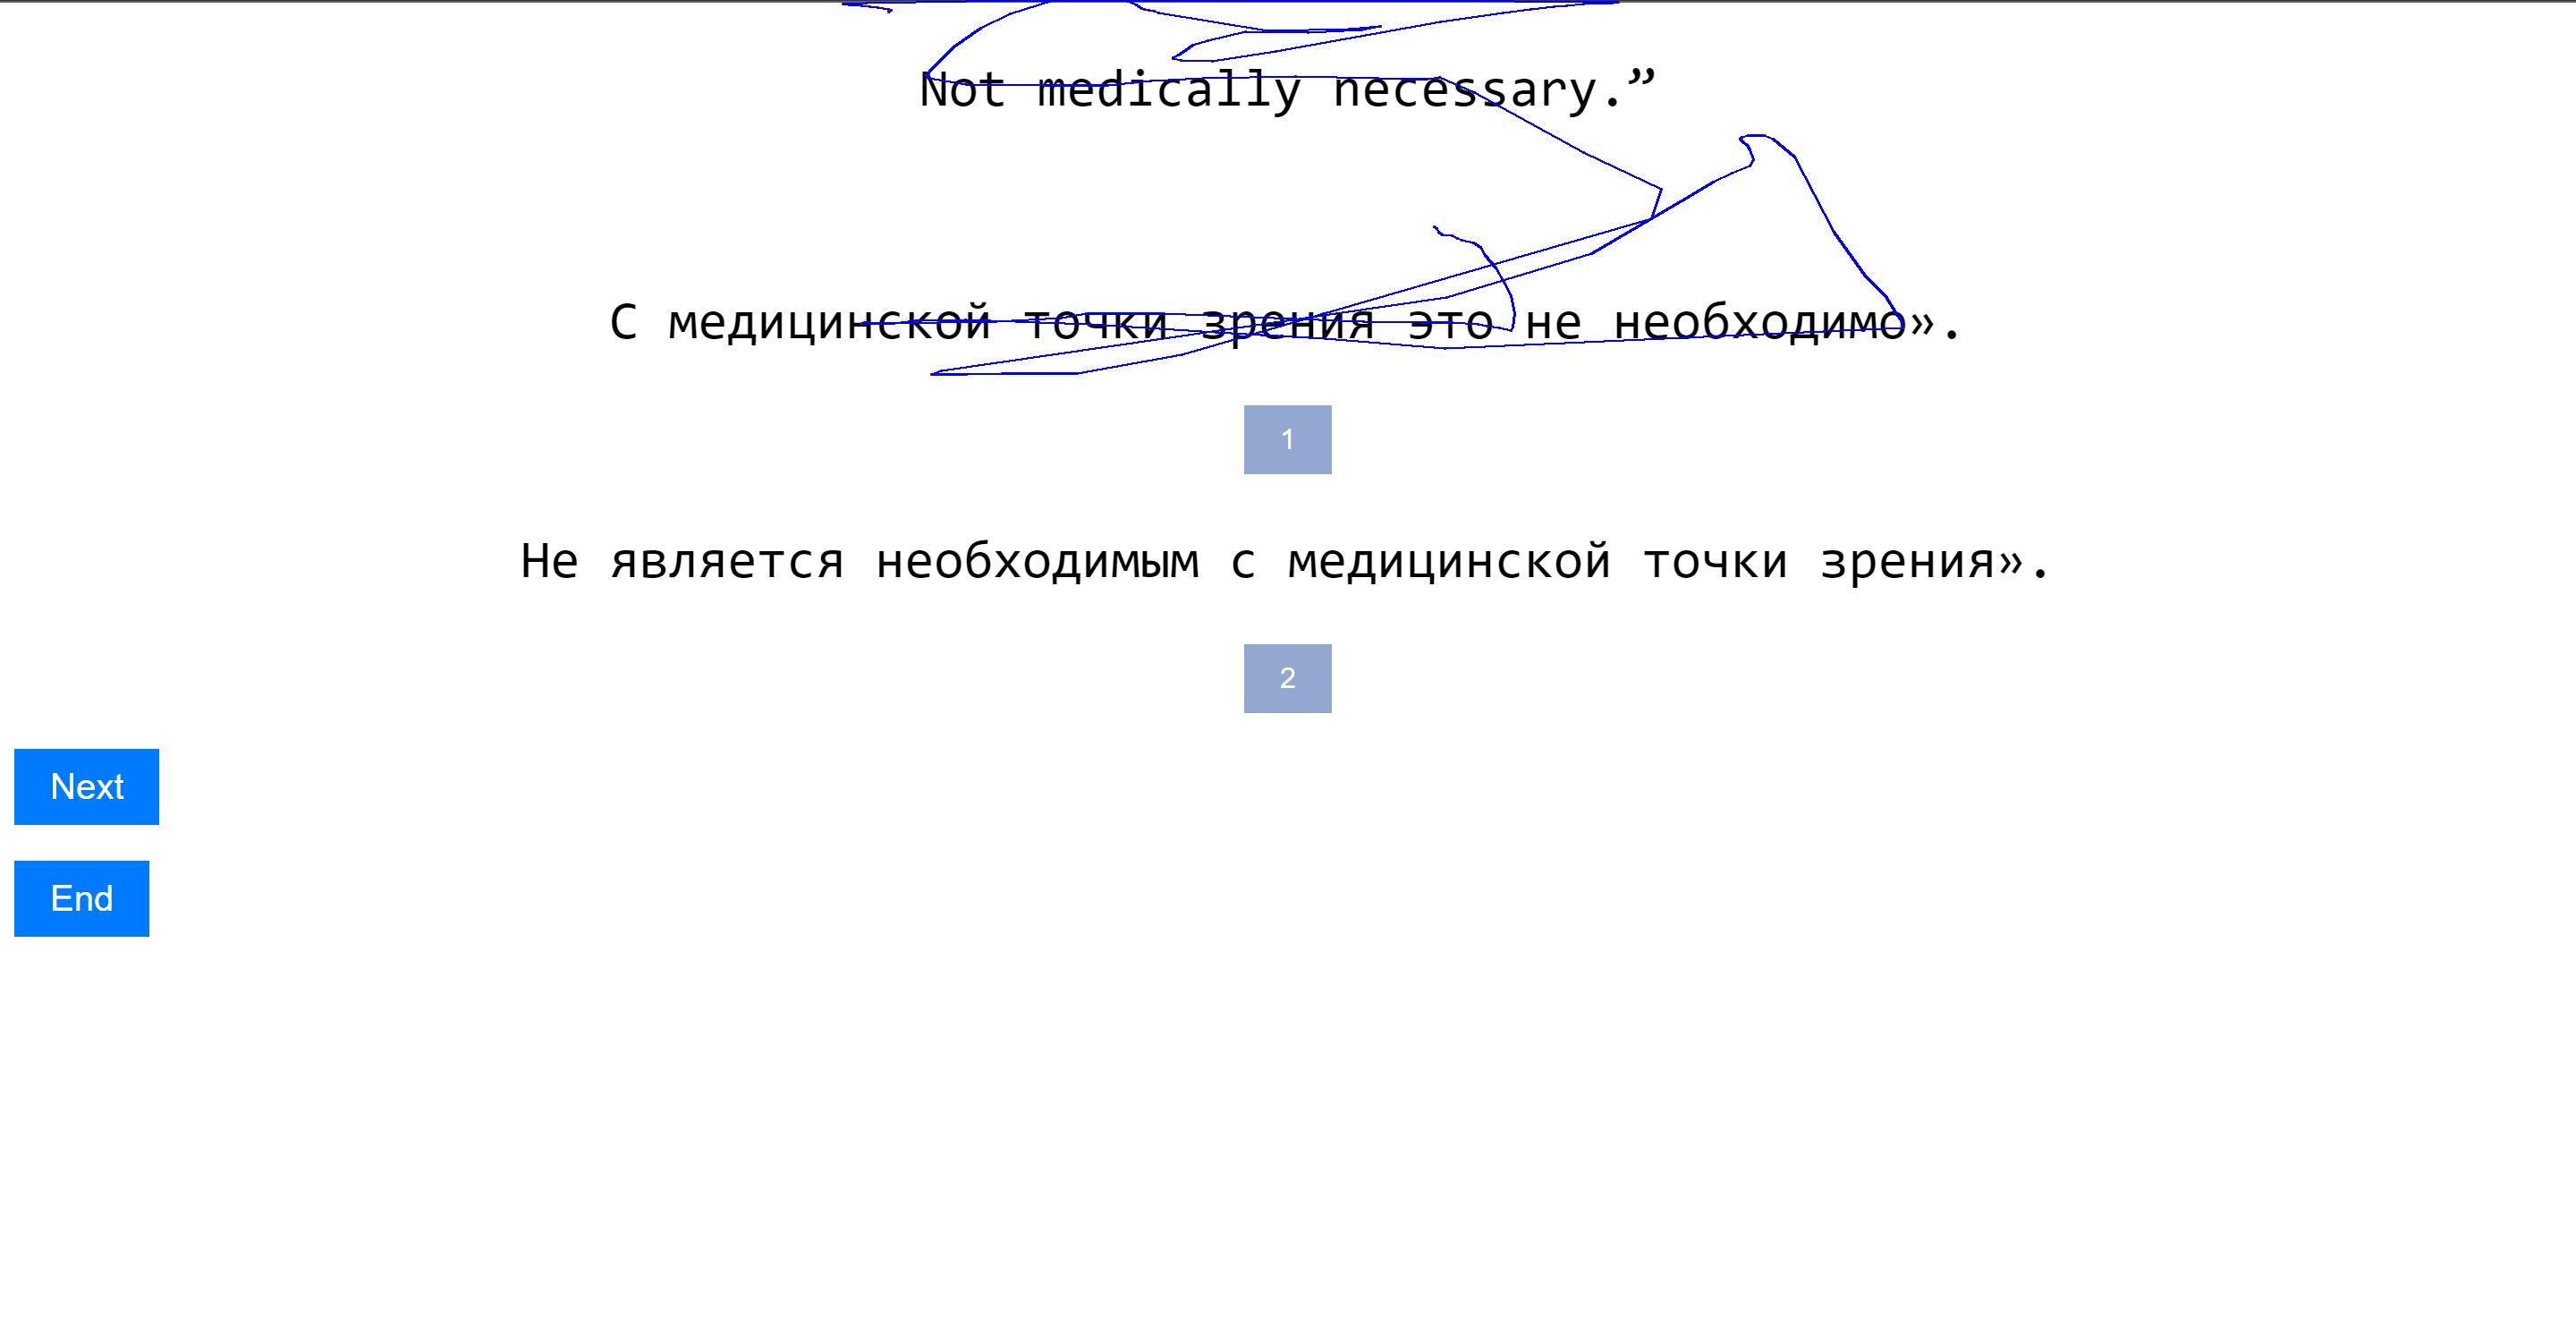 Not medically necessary.”
С медицинской точки зрения это не необходимо».
1
Не является необходимым с медицинской точки зрения».
2
Next
End